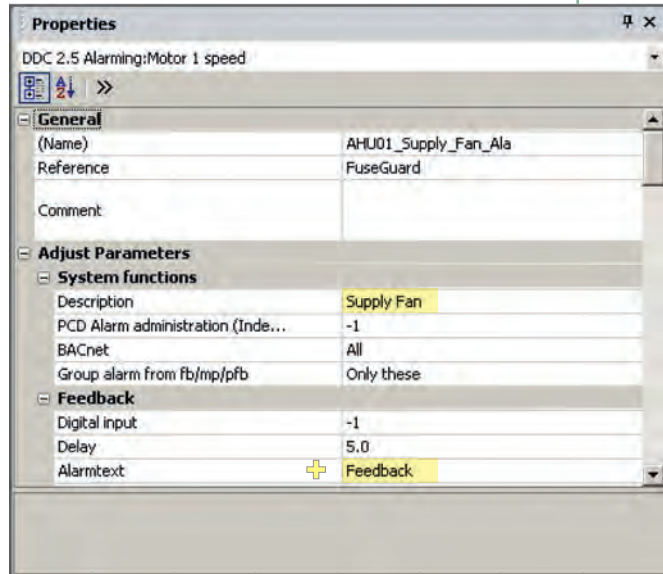 Properties
DDC 2.5 Alarming:Motor 1 speed
General
(Name) AHU01_Supply_Fan_Ala
Reference FuseGuard
Comment
Adjust Parameters
System functions
Description Supply Fan
PCD Alarm administration (Inde... -1
BACnet All
Group alarm from fb/mp/pfb Only these
Feedback
Digital input -1
Delay 5.0
Alarmtext Feedback